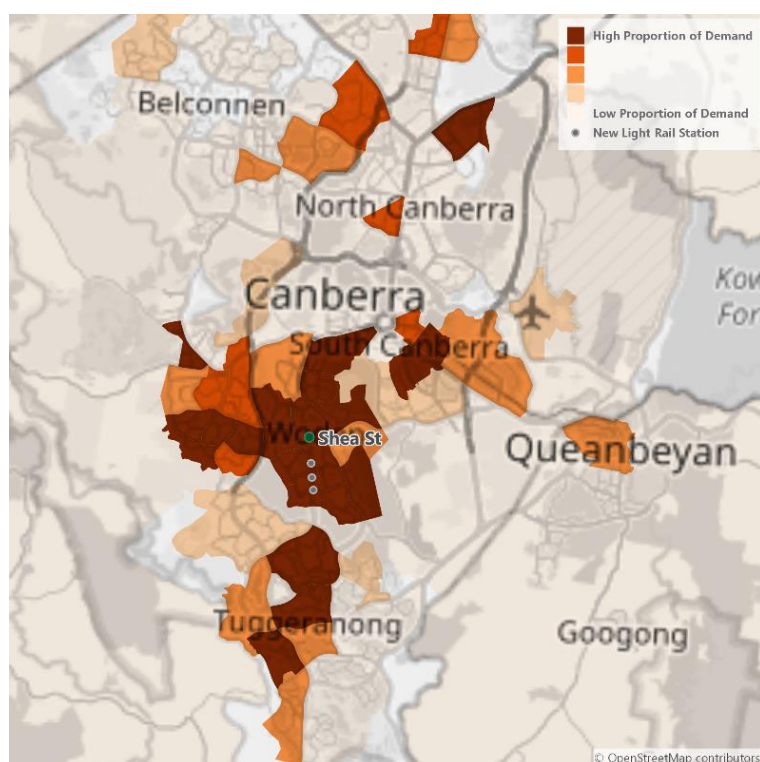 High Proportion of Demand
Low Proportion of Demand
New Light Rail Station
Belconnen
North Canberra
Canberra
South Canberra
Shea St
Queanbeyan
Tuggeranong
Googong
© OpenStreetMap contributors